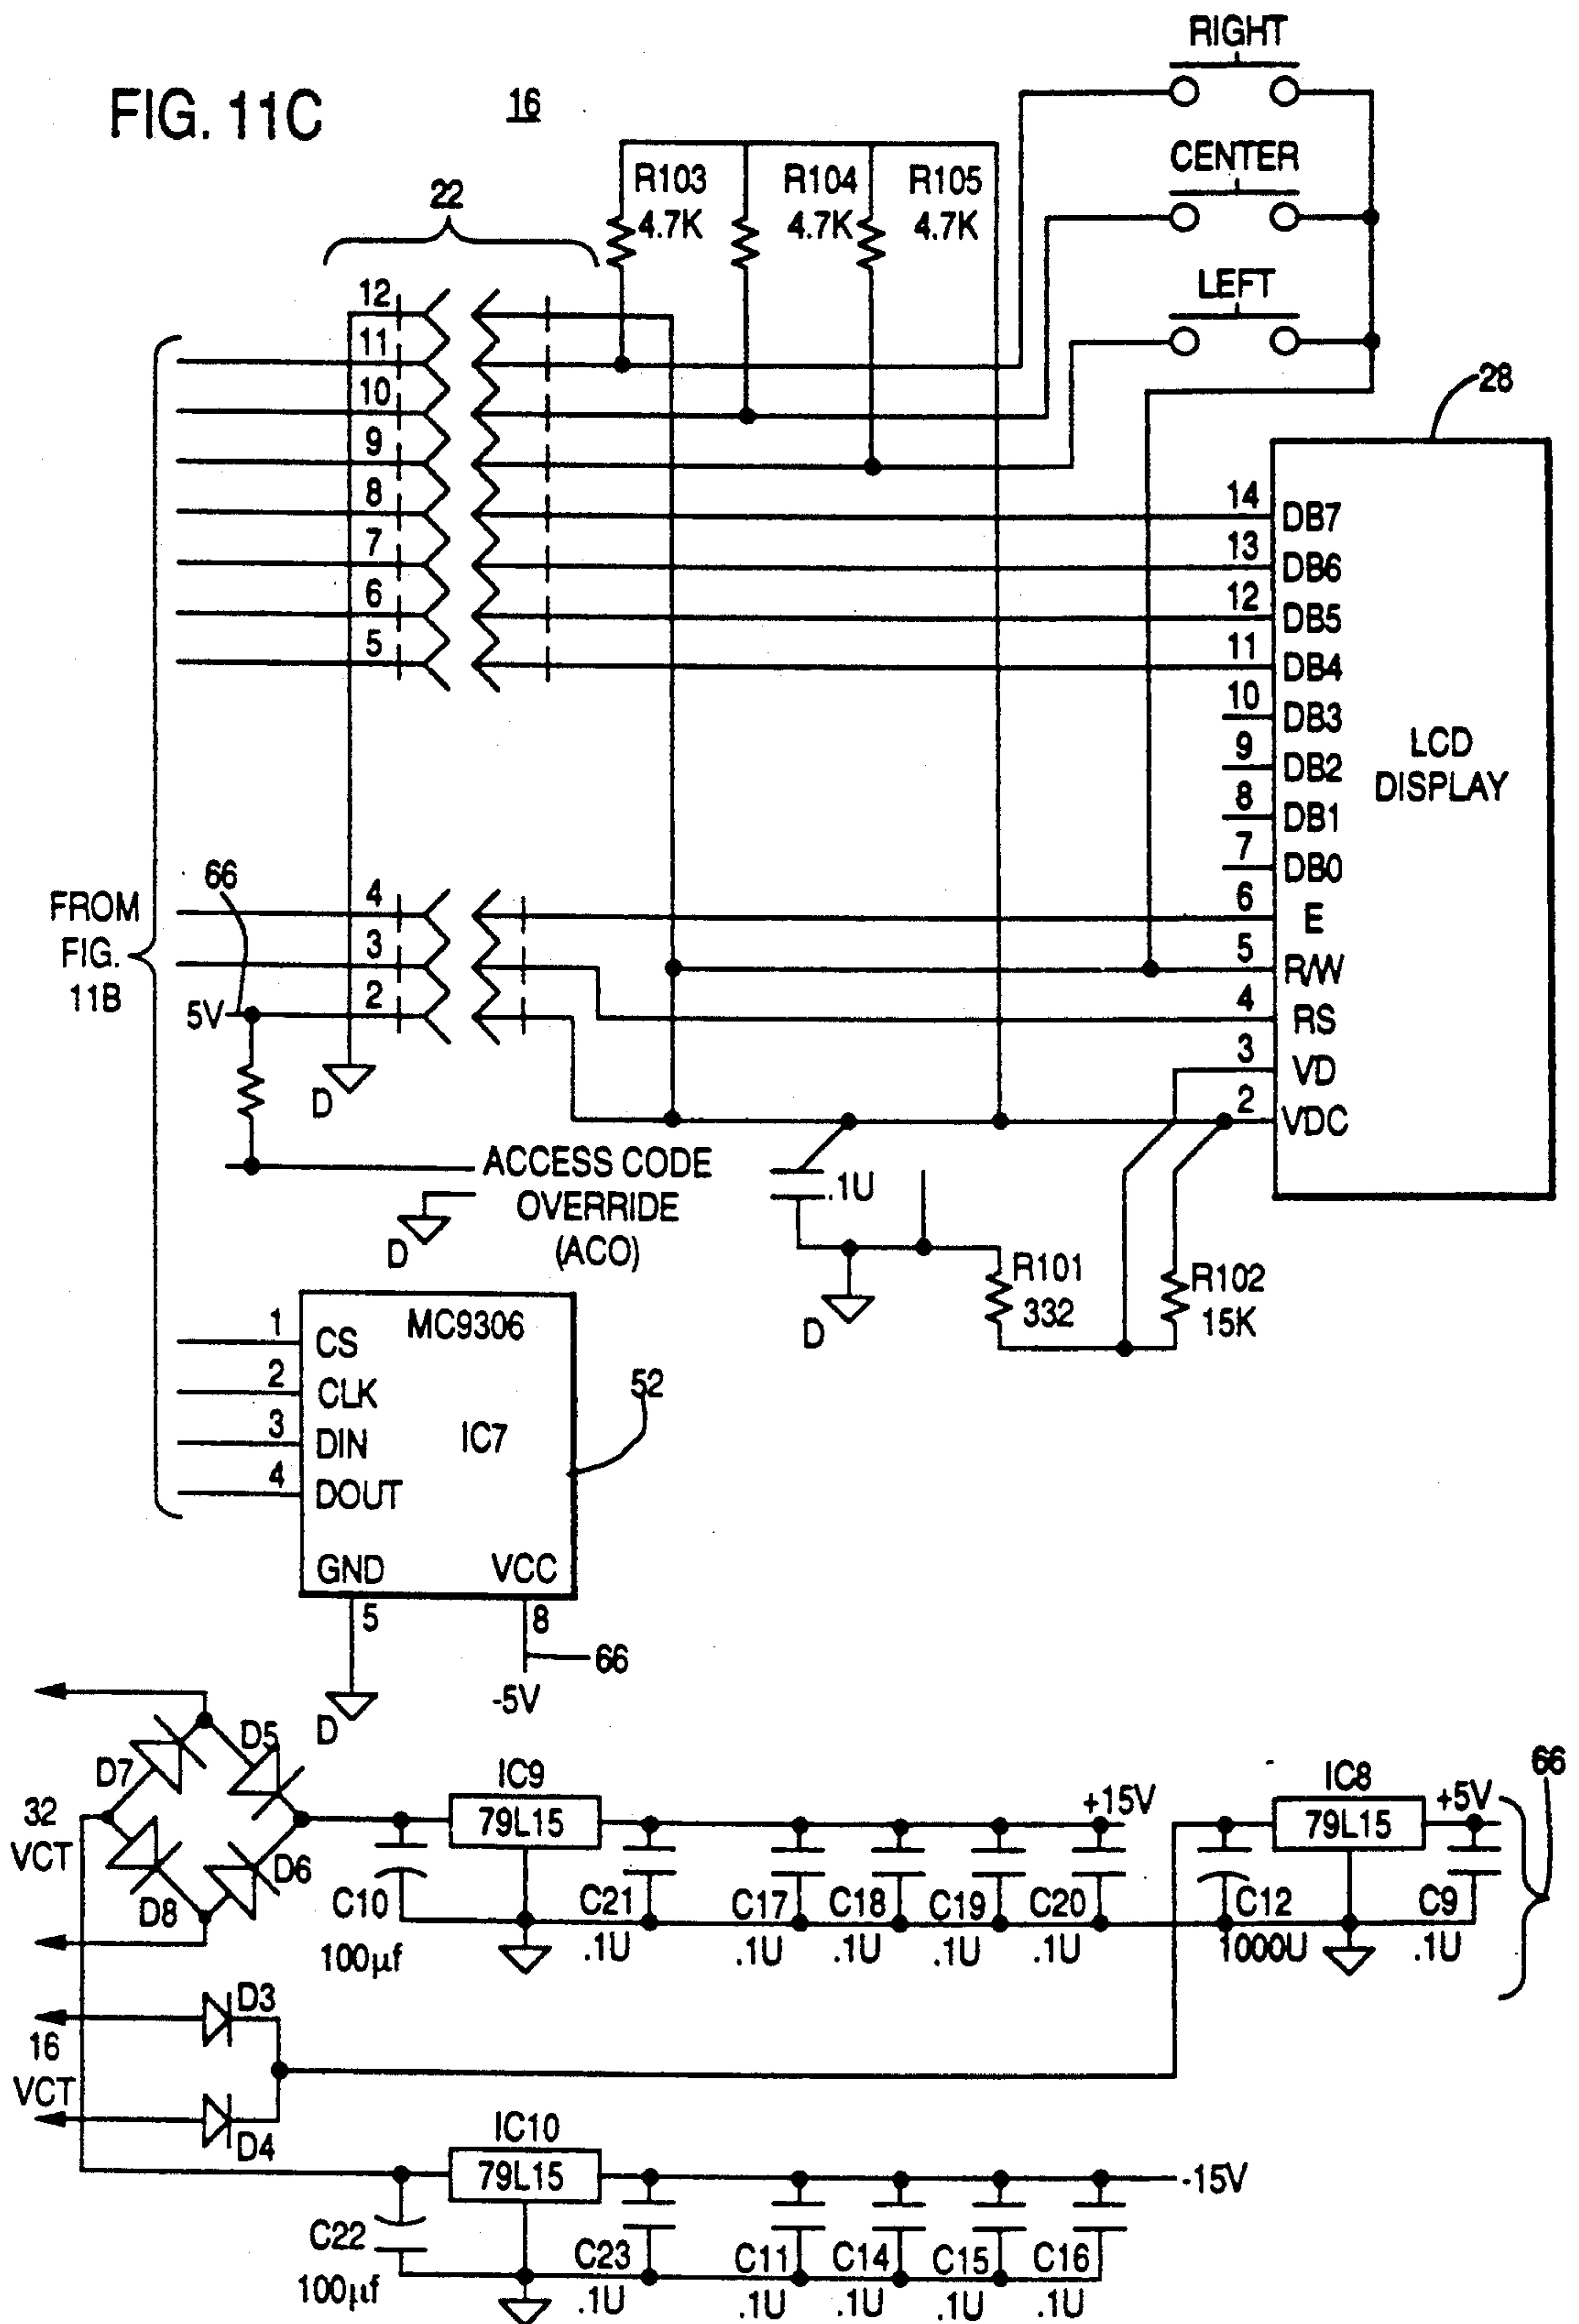 FIG. 11C
16
RIGHT
CENTER
LEFT
22
R103
4.7K
R104
4.7K
R105
4.7K
12
11
10
9
8
7
6
5
4
3
2
FROM
FIG.
11B
66
5V
D
28
14 DB7
13 DB6
12 DB5
11 DB4
10 DB3
9 DB2
8 DB1
7 DB0
6 E
5 R/W
4 RS
3 VD
2 VDC
LCD
DISPLAY
ACCESS CODE
OVERRIDE
(ACO)
D
.1U
D
R101
332
R102
15K
MC9306
IC7
52
1 CS
2 CLK
3 DIN
4 DOUT
GND
VCC
5
8
66
-5V
D
D7
D5
32
VCT
D8
D6
IC9
79L15
+15V
IC8
79L15
+5V
66
C10
100μf
C21
.1U
C17
.1U
C18
.1U
C19
.1U
C20
.1U
C12
1000U
C9
.1U
D3
16
VCT
D4
IC10
79L15
-15V
C22
100μf
C23
.1U
C11
.1U
C14
.1U
C15
.1U
C16
.1U